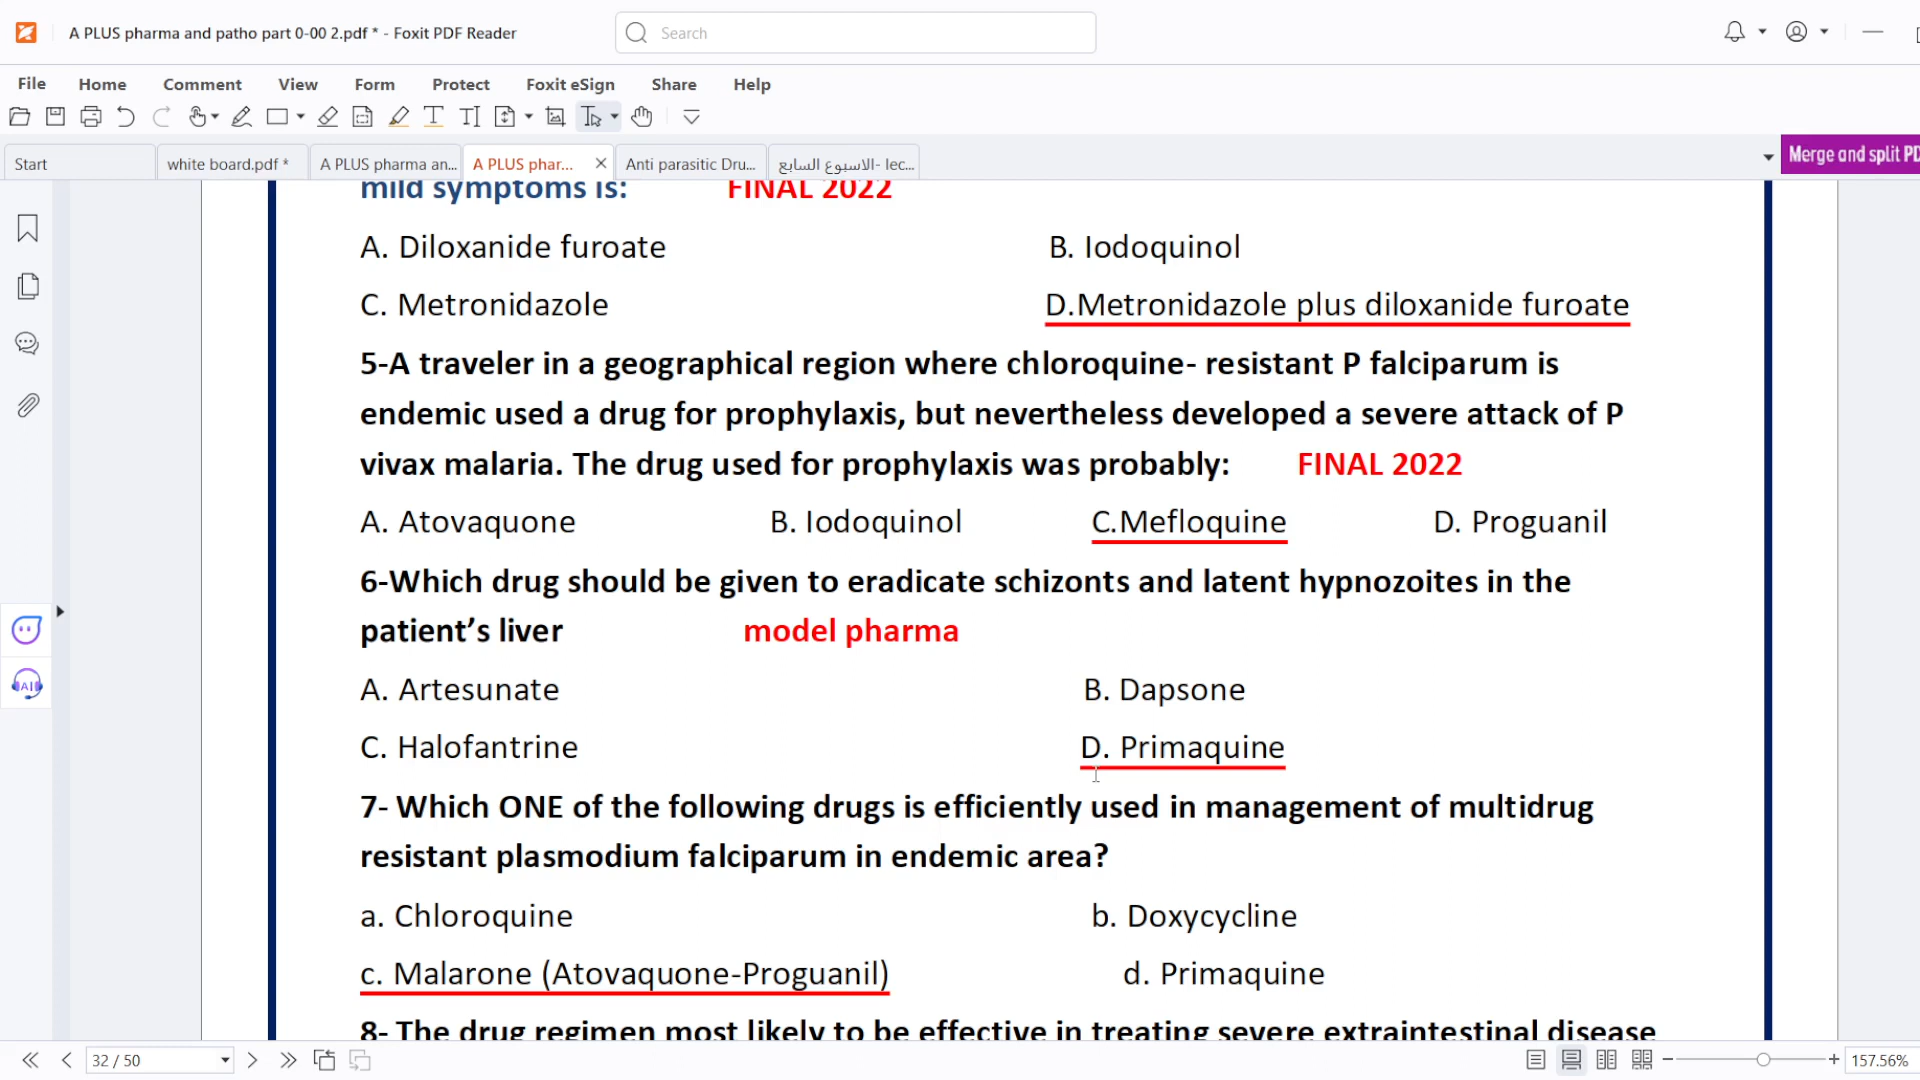 A PLUS pharma and patho part 0-00 2.pdf * - Foxit PDF Reader
Search
File Home Comment View Form Protect Foxit eSign Share Help
Start
white board.pdf *
A PLUS pharma an...
A PLUS phar...
Anti parasitic Dru...
الاسبوع السابع- lec...
Merge and split PD
mild symptoms is: FINAL 2022
A. Diloxanide furoate B. Iodoquinol
C. Metronidazole D.Metronidazole plus diloxanide furoate
5-A traveler in a geographical region where chloroquine- resistant P falciparum is
endemic used a drug for prophylaxis, but nevertheless developed a severe attack of P
vivax malaria. The drug used for prophylaxis was probably: FINAL 2022
A. Atovaquone B. Iodoquinol C.Mefloquine D. Proguanil
6-Which drug should be given to eradicate schizonts and latent hypnozoites in the
patient’s liver model pharma
A. Artesunate B. Dapsone
C. Halofantrine D. Primaquine
7- Which ONE of the following drugs is efficiently used in management of multidrug
resistant plasmodium falciparum in endemic area?
a. Chloroquine b. Doxycycline
c. Malarone (Atovaquone-Proguanil) d. Primaquine
8- The drug regimen most likely to be effective in treating severe extraintestinal disease
AI
32 / 50
157.56%